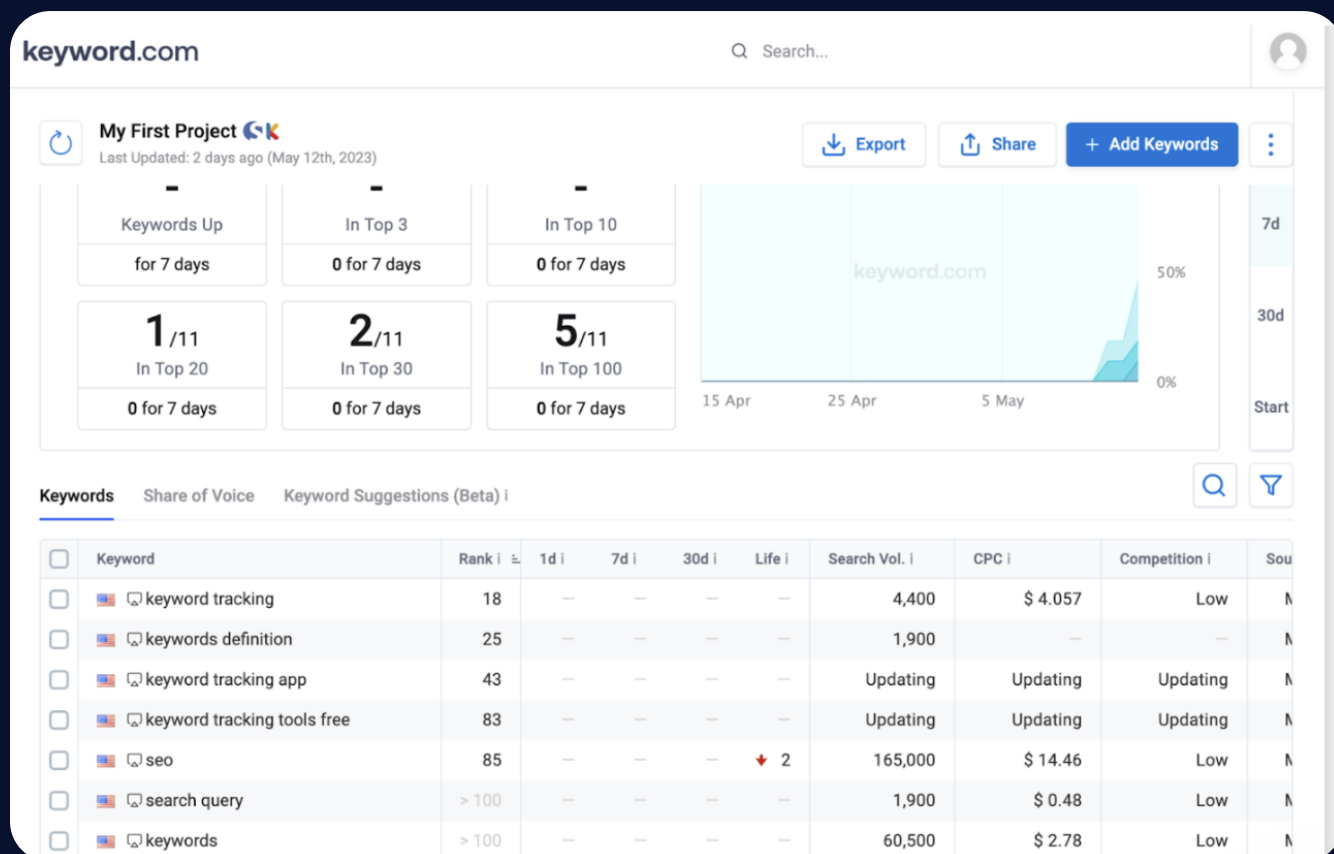 keyword.com
Search...
My First Project
Last Updated: 2 days ago (May 12th, 2023)
Export
Share
+ Add Keywords
- - -
Keywords Up In Top 3 In Top 10
for 7 days 0 for 7 days 0 for 7 days
1/11 2/11 5/11
In Top 20 In Top 30 In Top 100
0 for 7 days 0 for 7 days 0 for 7 days
keyword.com
50%
0%
15 Apr 25 Apr 5 May
7d
30d
Start
Keywords Share of Voice Keyword Suggestions (Beta) i
Keyword Rank i 1d i 7d i 30d i Life i Search Vol. i CPC i Competition i
keyword tracking 18 — — — — 4,400 $ 4.057 Low
keywords definition 25 — — — — 1,900 — —
keyword tracking app 43 — — — — Updating Updating Updating
keyword tracking tools free 83 — — — — Updating Updating Updating
seo 85 — — — 2 165,000 $ 14.46 Low
search query > 100 — — — — 1,900 $ 0.48 Low
keywords > 100 — — — — 60,500 $ 2.78 Low